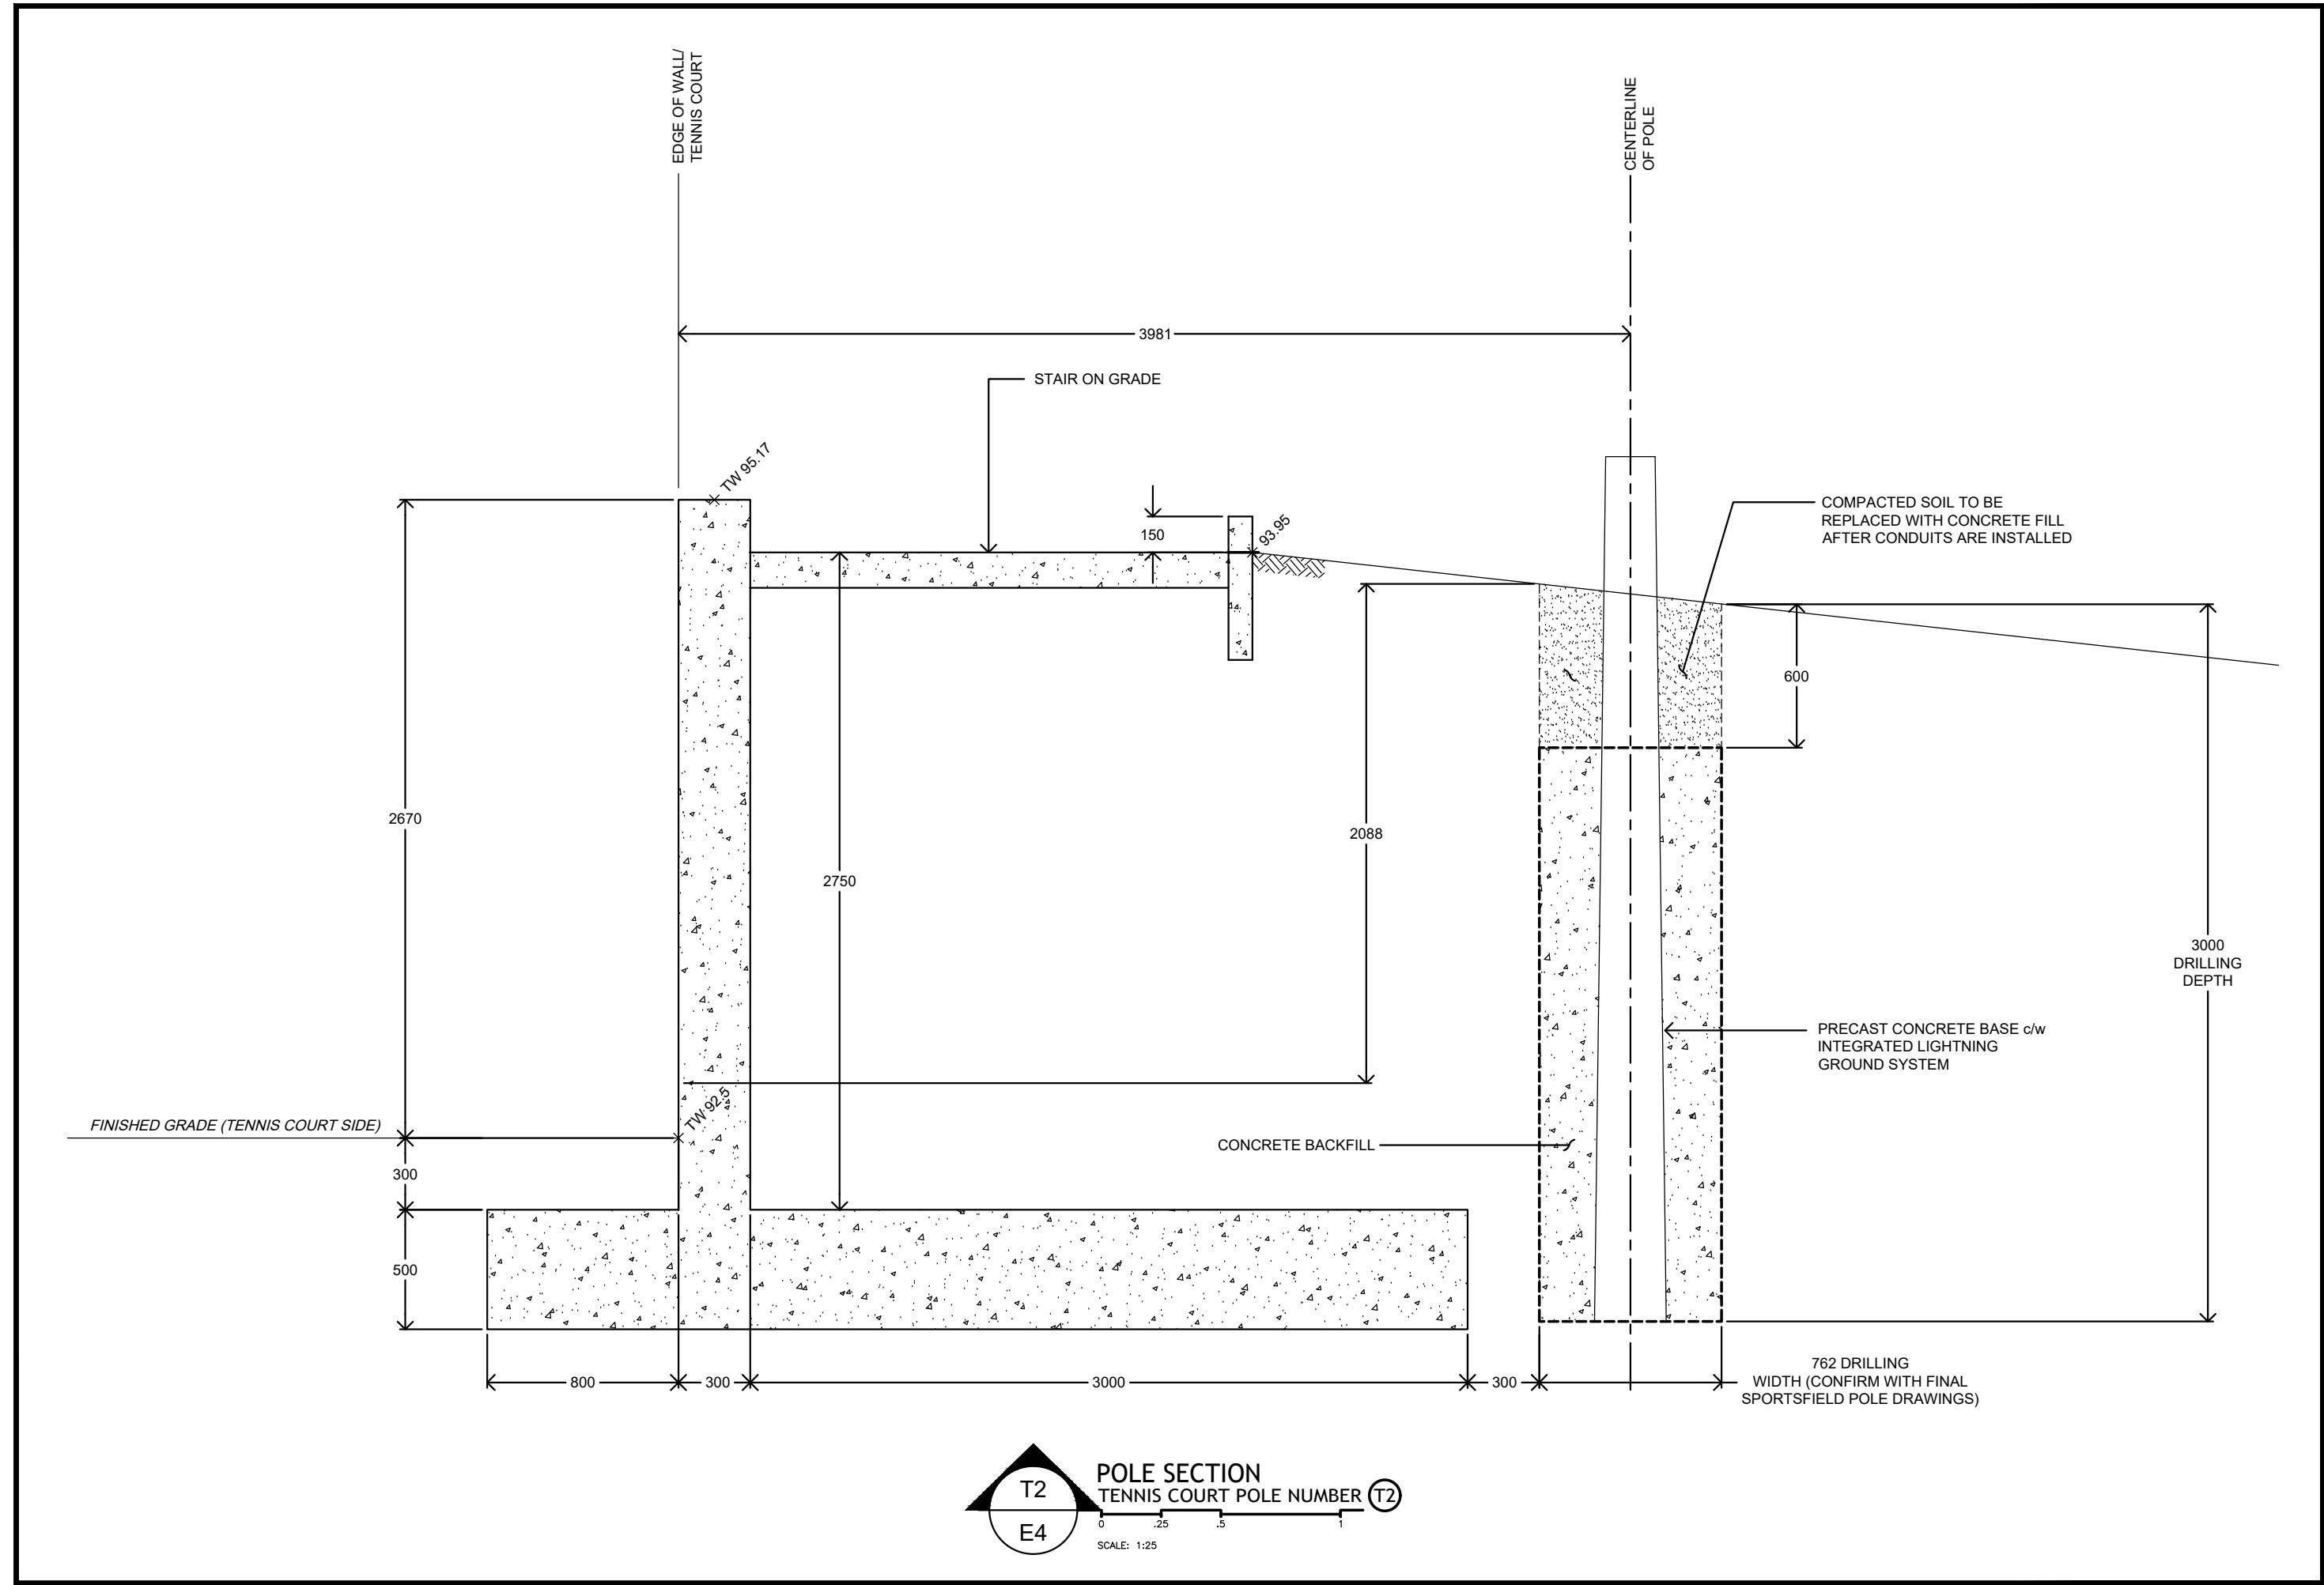 EDGE OF WALL/
TENNIS COURT
CENTERLINE
OF POLE
3981
STAIR ON GRADE
TW 95.17
150
93.95
COMPACTED SOIL TO BE
REPLACED WITH CONCRETE FILL
AFTER CONDUITS ARE INSTALLED
600
2670
2088
2750
3000
DRILLING
DEPTH
PRECAST CONCRETE BASE c/w
INTEGRATED LIGHTNING
GROUND SYSTEM
TW 92.5
FINISHED GRADE (TENNIS COURT SIDE)
CONCRETE BACKFILL
300
500
800
300
3000
300
762 DRILLING
WIDTH (CONFIRM WITH FINAL
SPORTSFIELD POLE DRAWINGS)
T2
E4
POLE SECTION
TENNIS COURT POLE NUMBER T2
0 .25 .5 1
SCALE: 1:25